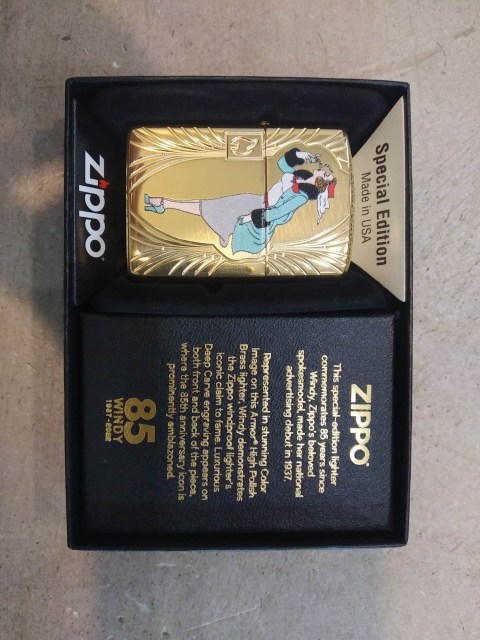 zippo
Special Edition
Made in USA
ZIPPO
This special-edition lighter
commemorates 85 years since
Windy, Zippo's beloved
spokesmodel, made her national
advertising debut in 1937.
Represented in stunning Color
Image on this Armor® High Polish
Brass lighter, Windy demonstrates
the Zippo windproof lighter's
iconic claim to fame. Luxurious
Deep Carve engraving appears on
both front and back of the piece,
where the 85th anniversary icon is
prominently emblazoned.
85
WINDY
1937-2022